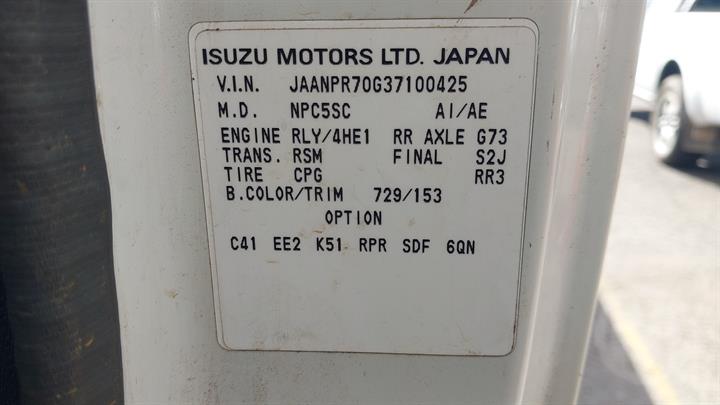 ISUZU MOTORS LTD. JAPAN
V.I.N. JAANPR70G37100425
M.D. NPC5SC AI/AE
ENGINE RLY/4HE1 RR AXLE G73
TRANS. RSM FINAL S2J
TIRE CPG RR3
B.COLOR/TRIM 729/153
OPTION
C41 EE2 K51 RPR SDF 6QN